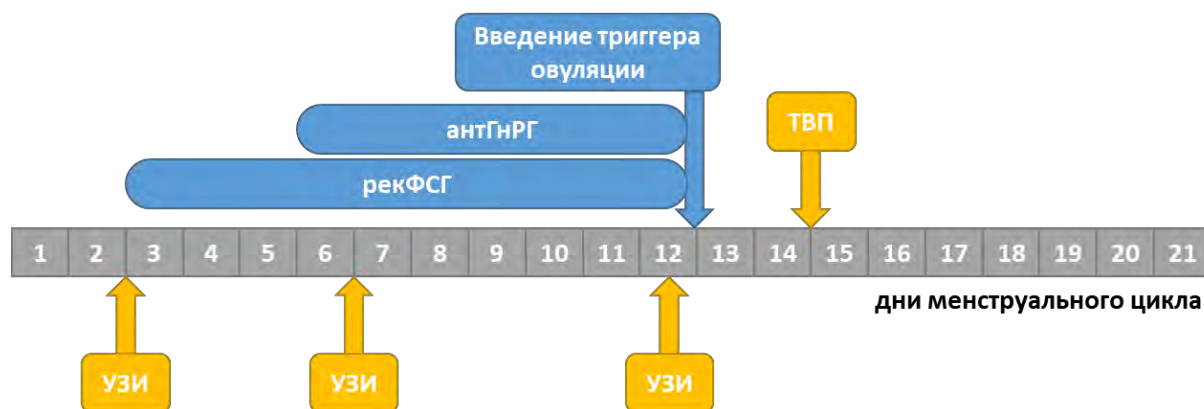 Введение триггера
овуляции
антГнРГ
ТВП
рекФСГ
1 2 3 4 5 6 7 8 9 10 11 12 13 14 15 16 17 18 19 20 21
дни менструального цикла
УЗИ УЗИ УЗИ